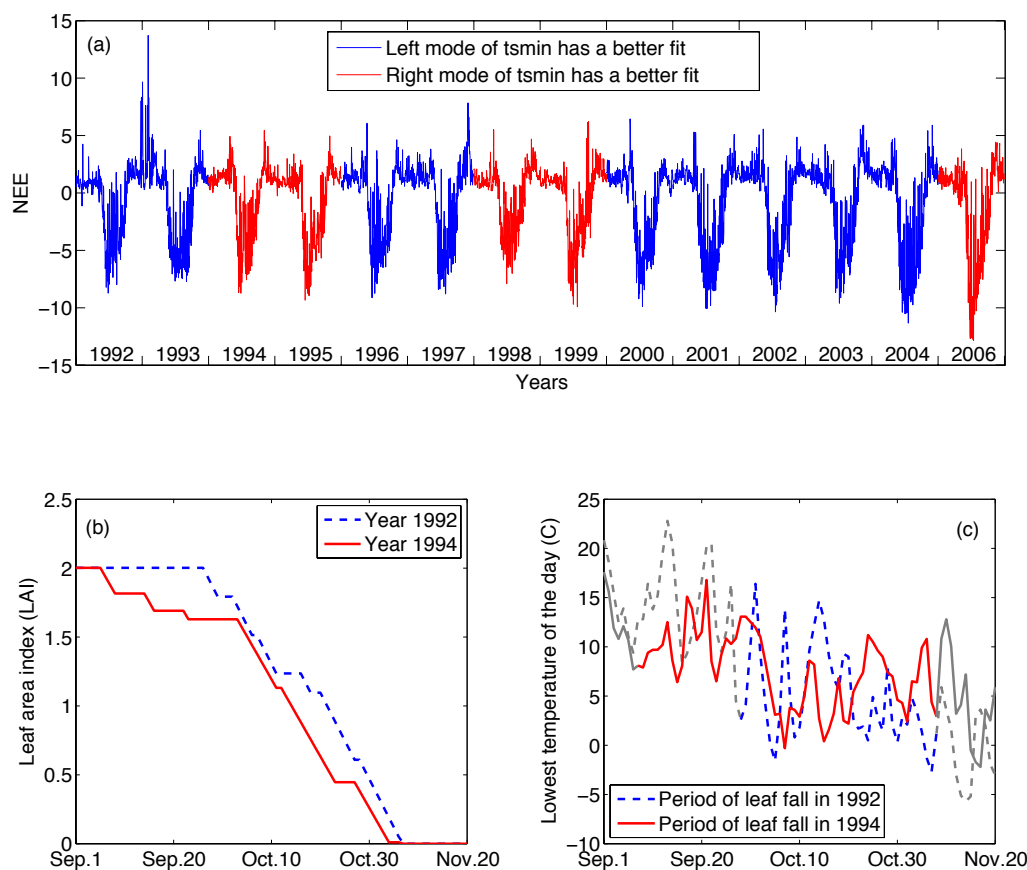 15
10
5
0
−5
−10
−15
NEE
(a)
Left mode of tsmin has a better fit
Right mode of tsmin has a better fit
1992 1993 1994 1995 1996 1997 1998 1999 2000 2001 2002 2003 2004 2006
Years
2.5
2
1.5
1
0.5
0
Leaf area index (LAI)
(b)
Year 1992
Year 1994
Sep.1 Sep.20 Oct.10 Oct.30 Nov.20
25
20
15
10
5
0
−5
−10
Lowest temperature of the day (C)
(c)
Period of leaf fall in 1992
Period of leaf fall in 1994
Sep.1 Sep.20 Oct.10 Oct.30 Nov.20